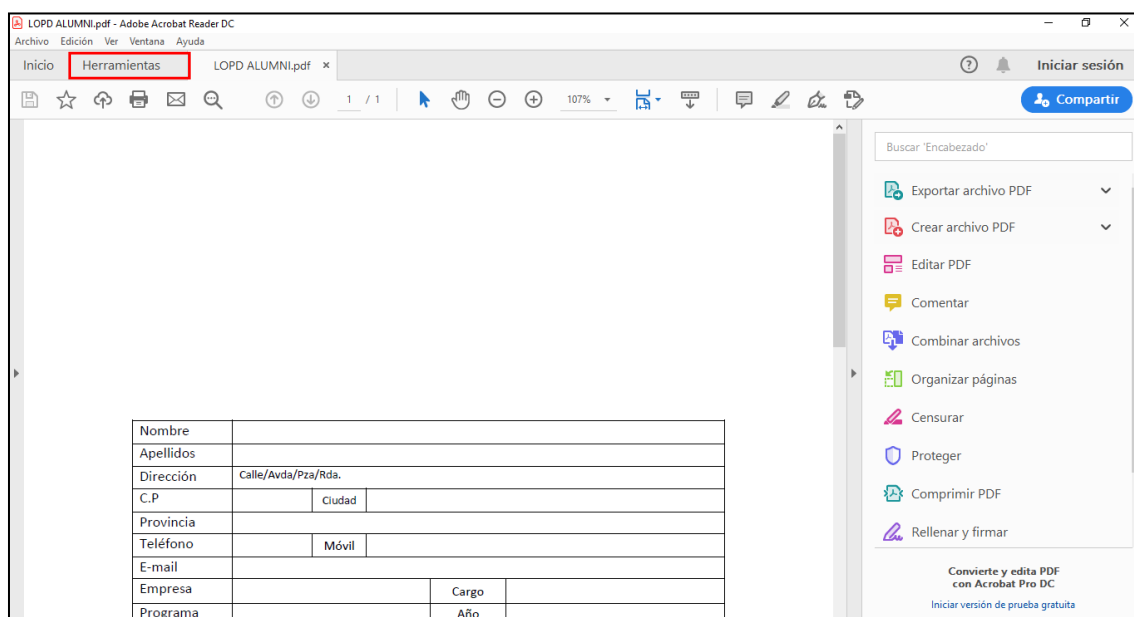 LOPD ALUMNI.pdf - Adobe Acrobat Reader DC
Archivo Edición Ver Ventana Ayuda
Inicio Herramientas LOPD ALUMNI.pdf × Iniciar sesión
1 / 1 107% Compartir
Buscar 'Encabezado'
Exportar archivo PDF
Crear archivo PDF
Editar PDF
Comentar
Combinar archivos
Organizar páginas
Censurar
Proteger
Comprimir PDF
Rellenar y firmar
Convierte y edita PDF
con Acrobat Pro DC
Iniciar versión de prueba gratuita
Nombre
Apellidos
Dirección Calle/Avda/Pza/Rda.
C.P Ciudad
Provincia
Teléfono Móvil
E-mail
Empresa Cargo
Programa Año